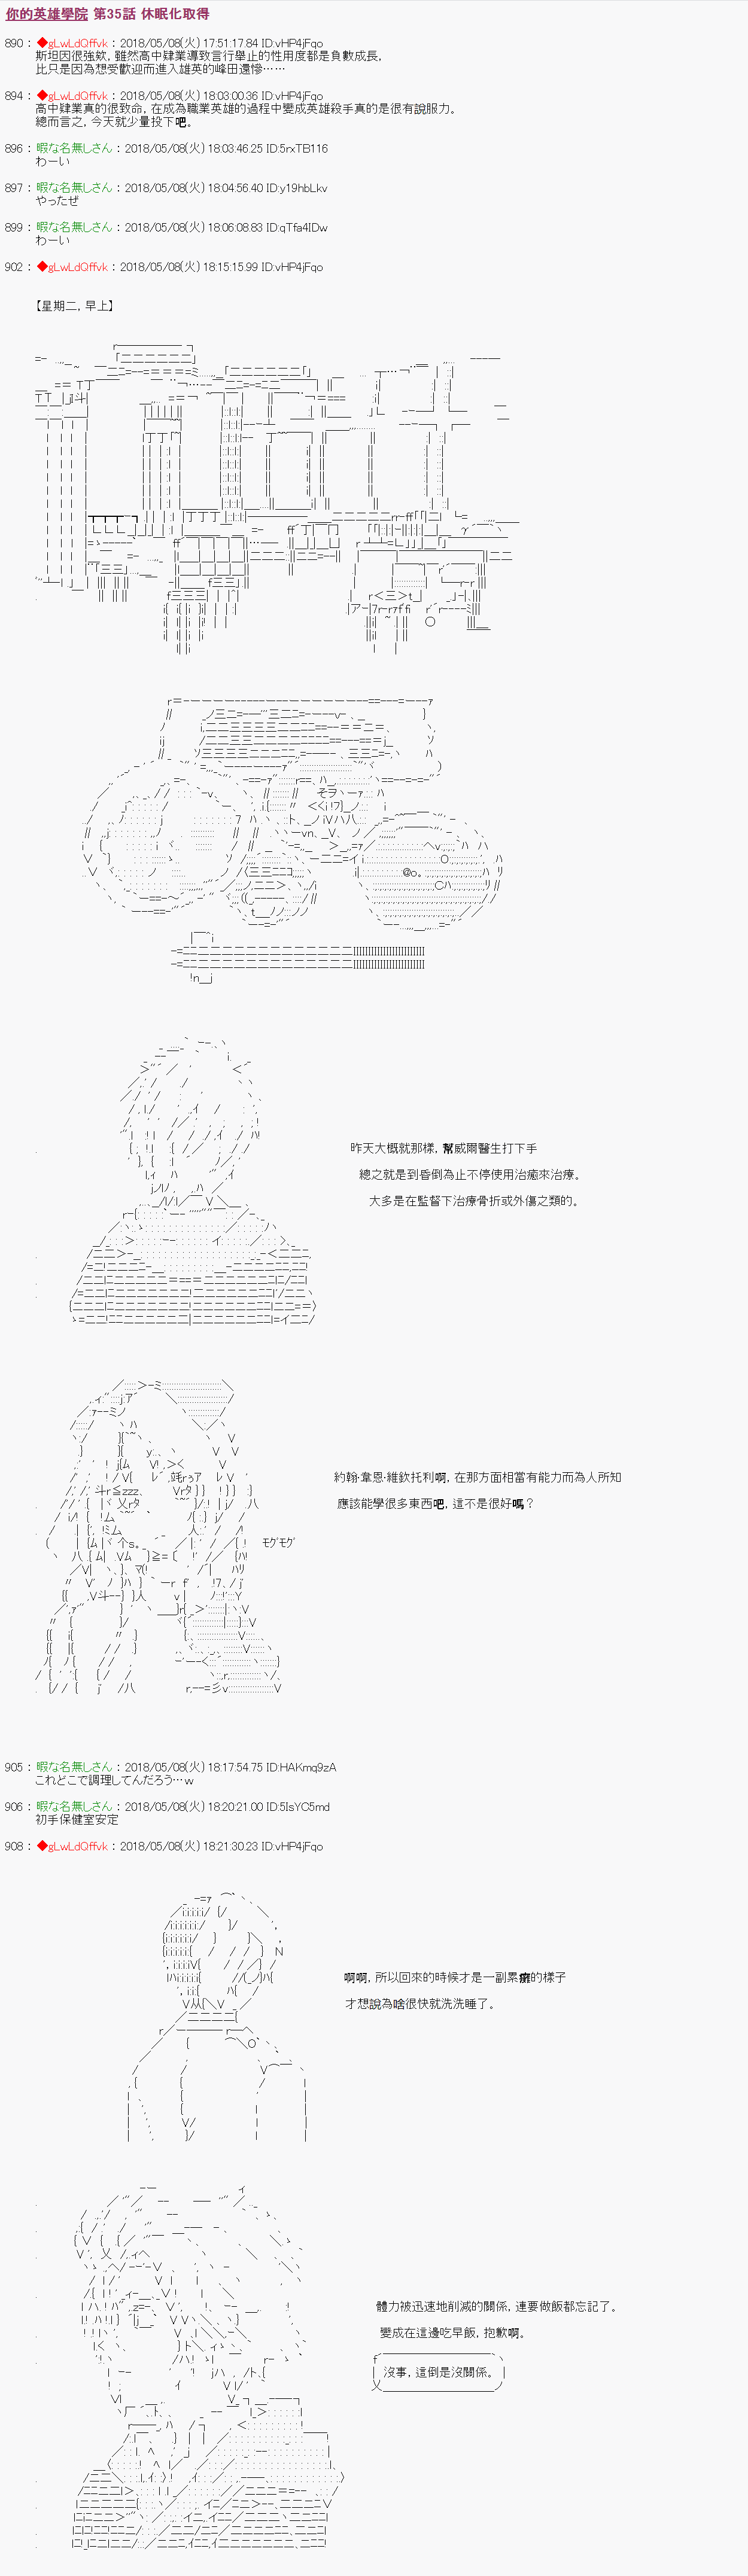 你的英雄學院 第35話 休眠化取得
890 : ◆gLwLdQffvk : 2018/05/08(火) 17:51:17.84 ID:vHP4jFqo
斯坦因很強欸, 雖然高中肄業導致言行舉止的性用度都是負數成長,
比只是因為想受歡迎而進入雄英的峰田還慘……
894 : ◆gLwLdQffvk : 2018/05/08(火) 18:03:00.36 ID:vHP4jFqo
高中肄業真的很致命, 在成為職業英雄的過程中變成英雄殺手真的是很有說服力。
總而言之, 今天就少量投下吧。
896 : 暇な名無しさん : 2018/05/08(火) 18:03:46.25 ID:5rxTB116
わーい
897 : 暇な名無しさん : 2018/05/08(火) 18:04:56.40 ID:y19hbLkv
やったぜ
899 : 暇な名無しさん : 2018/05/08(火) 18:06:08.83 ID:qTfa4IDw
わーい
902 : ◆gLwLdQffvk : 2018/05/08(火) 18:15:15.99 ID:vHP4jFqo
【星期二, 早上】
昨天大概就那樣, 幫威爾醫生打下手
總之就是到昏倒為止不停使用治癒來治療。
大多是在監督下治療骨折或外傷之類的。
約翰·韋恩·維欽托利啊, 在那方面相當有能力而為人所知
應該能學很多東西吧, 這不是很好嗎?
ﾓｸﾞﾓｸﾞ
905 : 暇な名無しさん : 2018/05/08(火) 18:17:54.75 ID:HAKmq9zA
これどこで調理してんだろう…w
906 : 暇な名無しさん : 2018/05/08(火) 18:20:21.00 ID:5IsYC5md
初手保健室安定
908 : ◆gLwLdQffvk : 2018/05/08(火) 18:21:30.23 ID:vHP4jFqo
啊啊, 所以回來的時候才是一副累癱的樣子
才想說為啥很快就洗洗睡了。
體力被迅速地削減的關係, 連要做飯都忘記了。
變成在這邊吃早飯, 抱歉啊。
沒事, 這倒是沒關係。